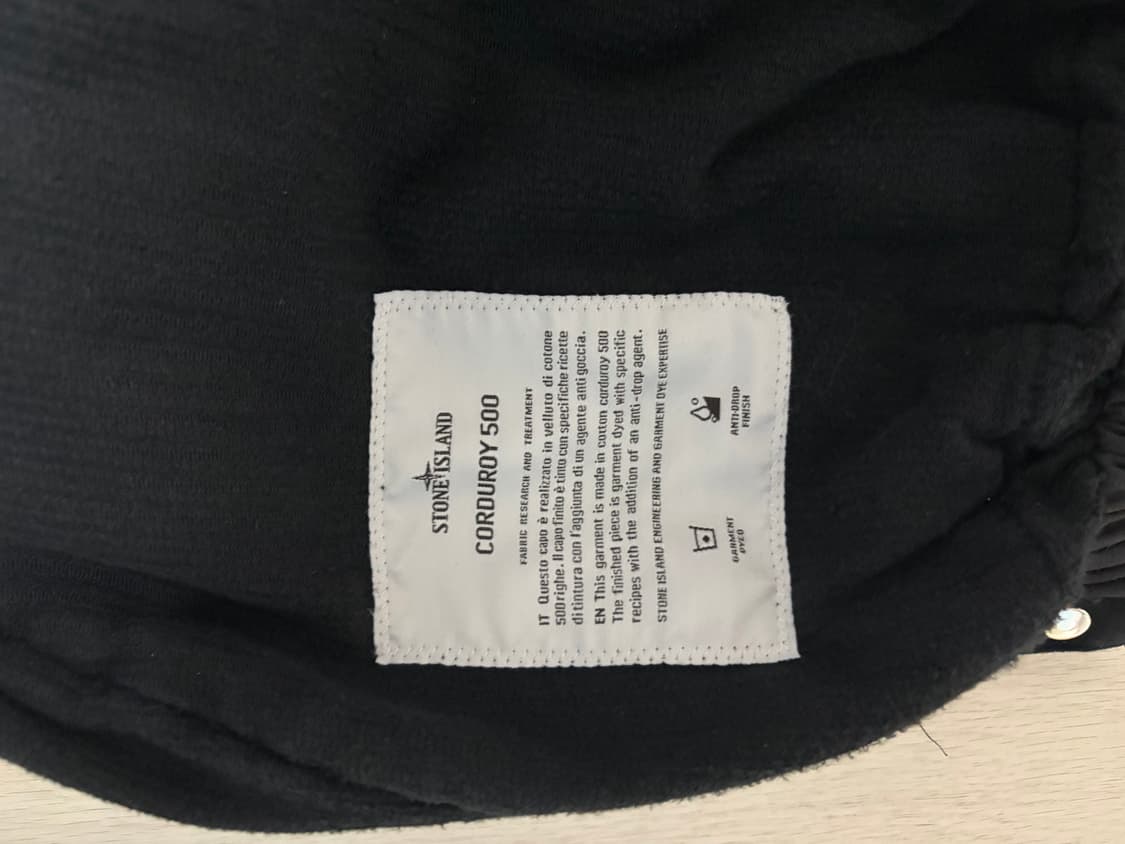 STONE ISLAND
CORDUROY 500
FABRIC RESEARCH AND TREATMENT
IT Questo capo è realizzato in velluto di cotone
500 righe. Il capo finito è tinto con specifiche ricette
di tintura con l'aggiunta di un agente anti goccia.
EN This garment is made in cotton corduroy 500
The finished piece is garment dyed with specific
recipes with the addition of an anti-drop agent.
STONE ISLAND ENGINEERING AND GARMENT DYE EXPERTISE
GARMENT
DYED
ANTI-DROP
FINISH